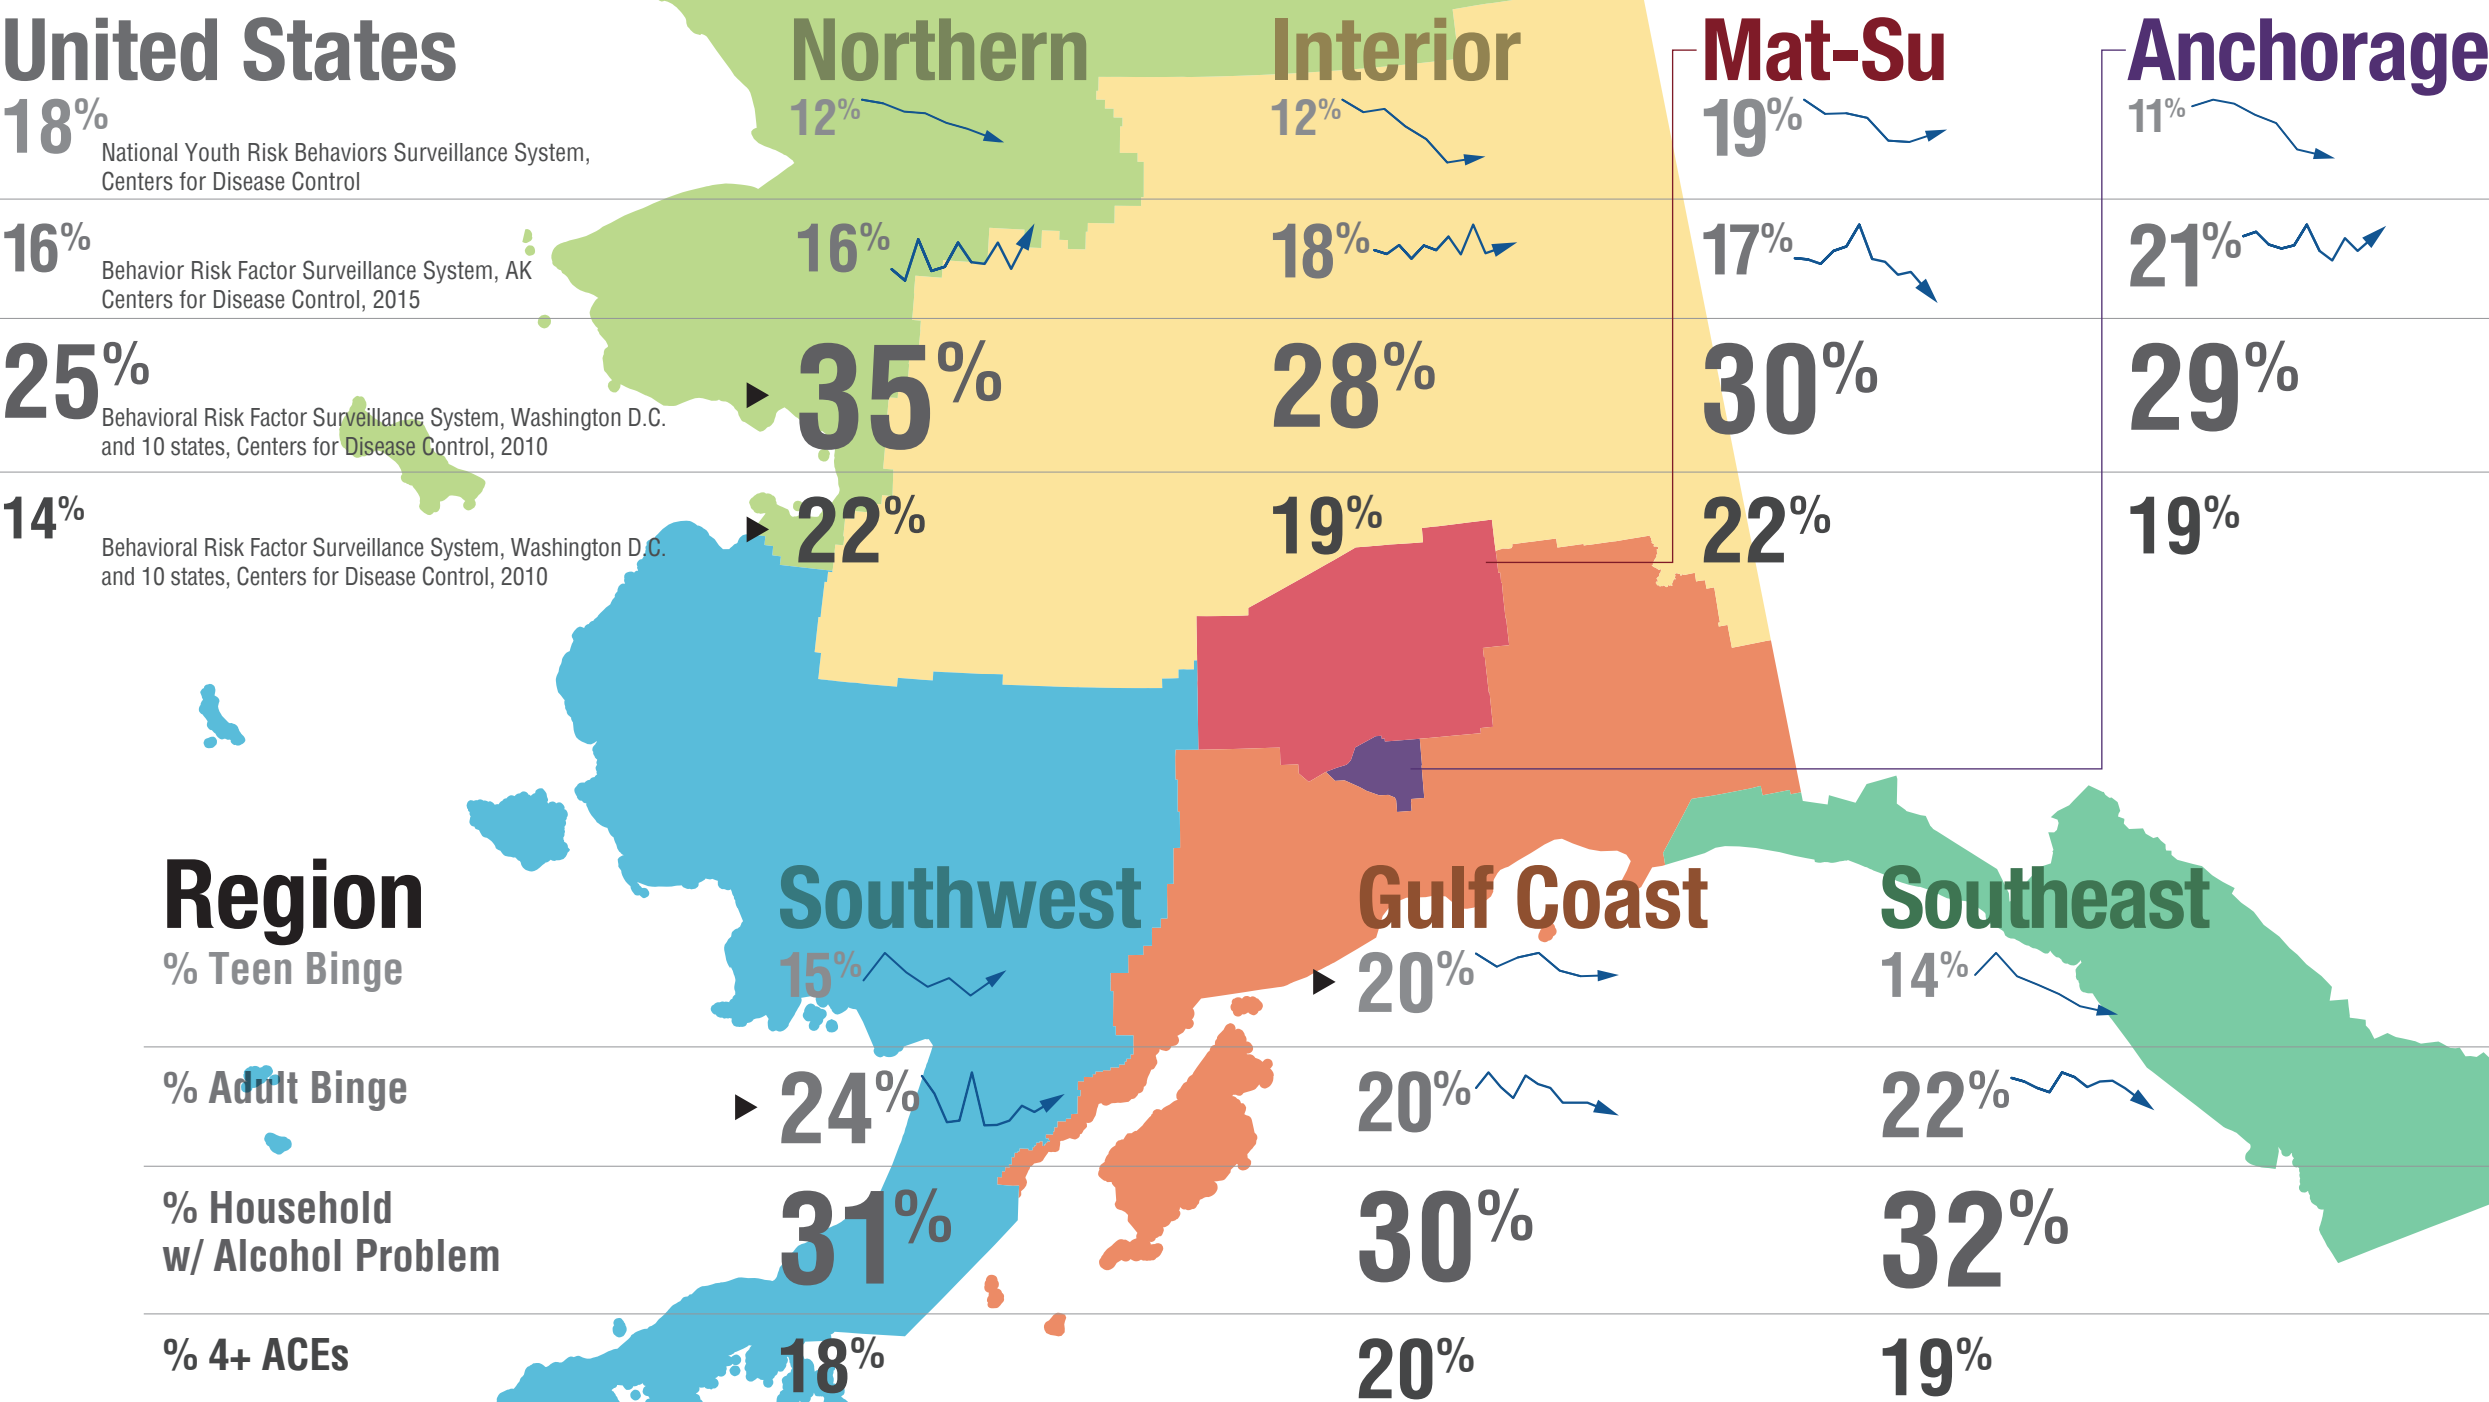 United States Northern Interior Mat-Su Anchorage
18% 12% 12% 19% 11%
National Youth Risk Behaviors Surveillance System,
Centers for Disease Control
16% 16% 18% 17% 21%
Behavior Risk Factor Surveillance System, AK
Centers for Disease Control, 2015
25% 35% 28% 30% 29%
Behavioral Risk Factor Surveillance System, Washington D.C.
and 10 states, Centers for Disease Control, 2010
14% 22% 19% 22% 19%
Behavioral Risk Factor Surveillance System, Washington D.C.
and 10 states, Centers for Disease Control, 2010
Region Southwest Gulf Coast Southeast
% Teen Binge 15% 20% 14%
% Adult Binge 24% 20% 22%
% Household
w/ Alcohol Problem 31% 30% 32%
% 4+ ACEs 18% 20% 19%